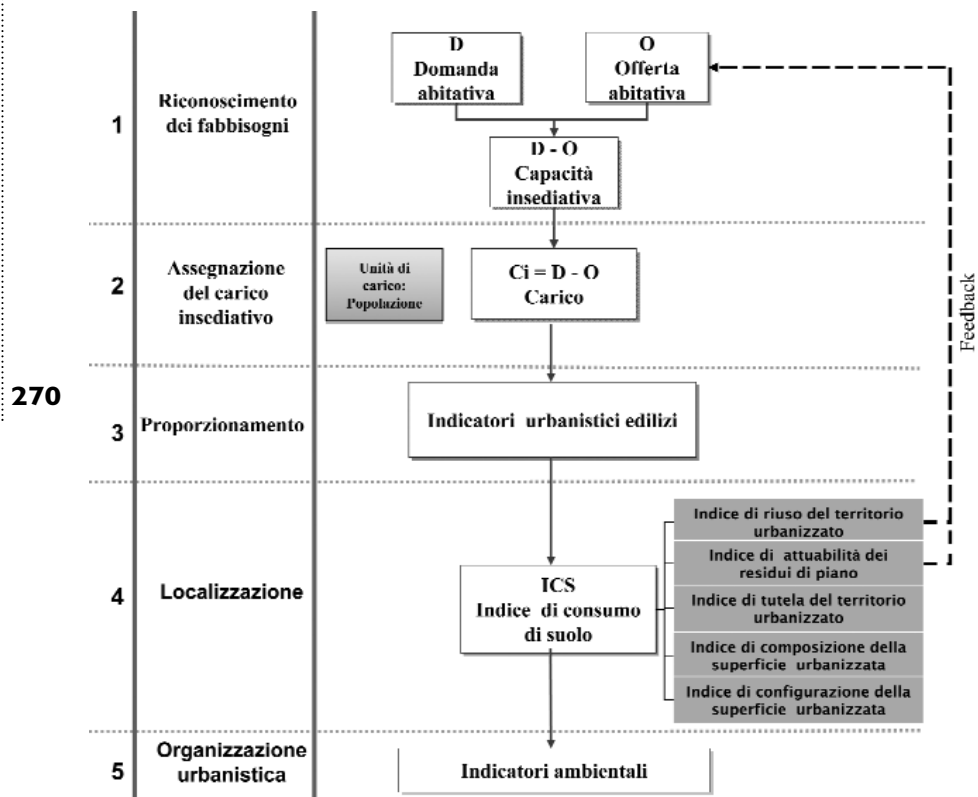 D
Domanda
abitativa
O
Offerta
abitativa
1
Riconoscimento
dei fabbisogni
D - O
Capacità
insediativa
2
Assegnazione
del carico
insediativo
Unità di
carico:
Popolazione
Ci = D - O
Carico
Feedback
270
3
Proporzionamento
Indicatori urbanistici edilizi
4
Localizzazione
ICS
Indice di consumo
di suolo
Indice di riuso del territorio
urbanizzato
Indice di attuabilità dei
residui di piano
Indice di tutela del territorio
urbanizzato
Indice di composizione della
superficie urbanizzata
Indice di configurazione della
superficie urbanizzata
5
Organizzazione
urbanistica
Indicatori ambientali